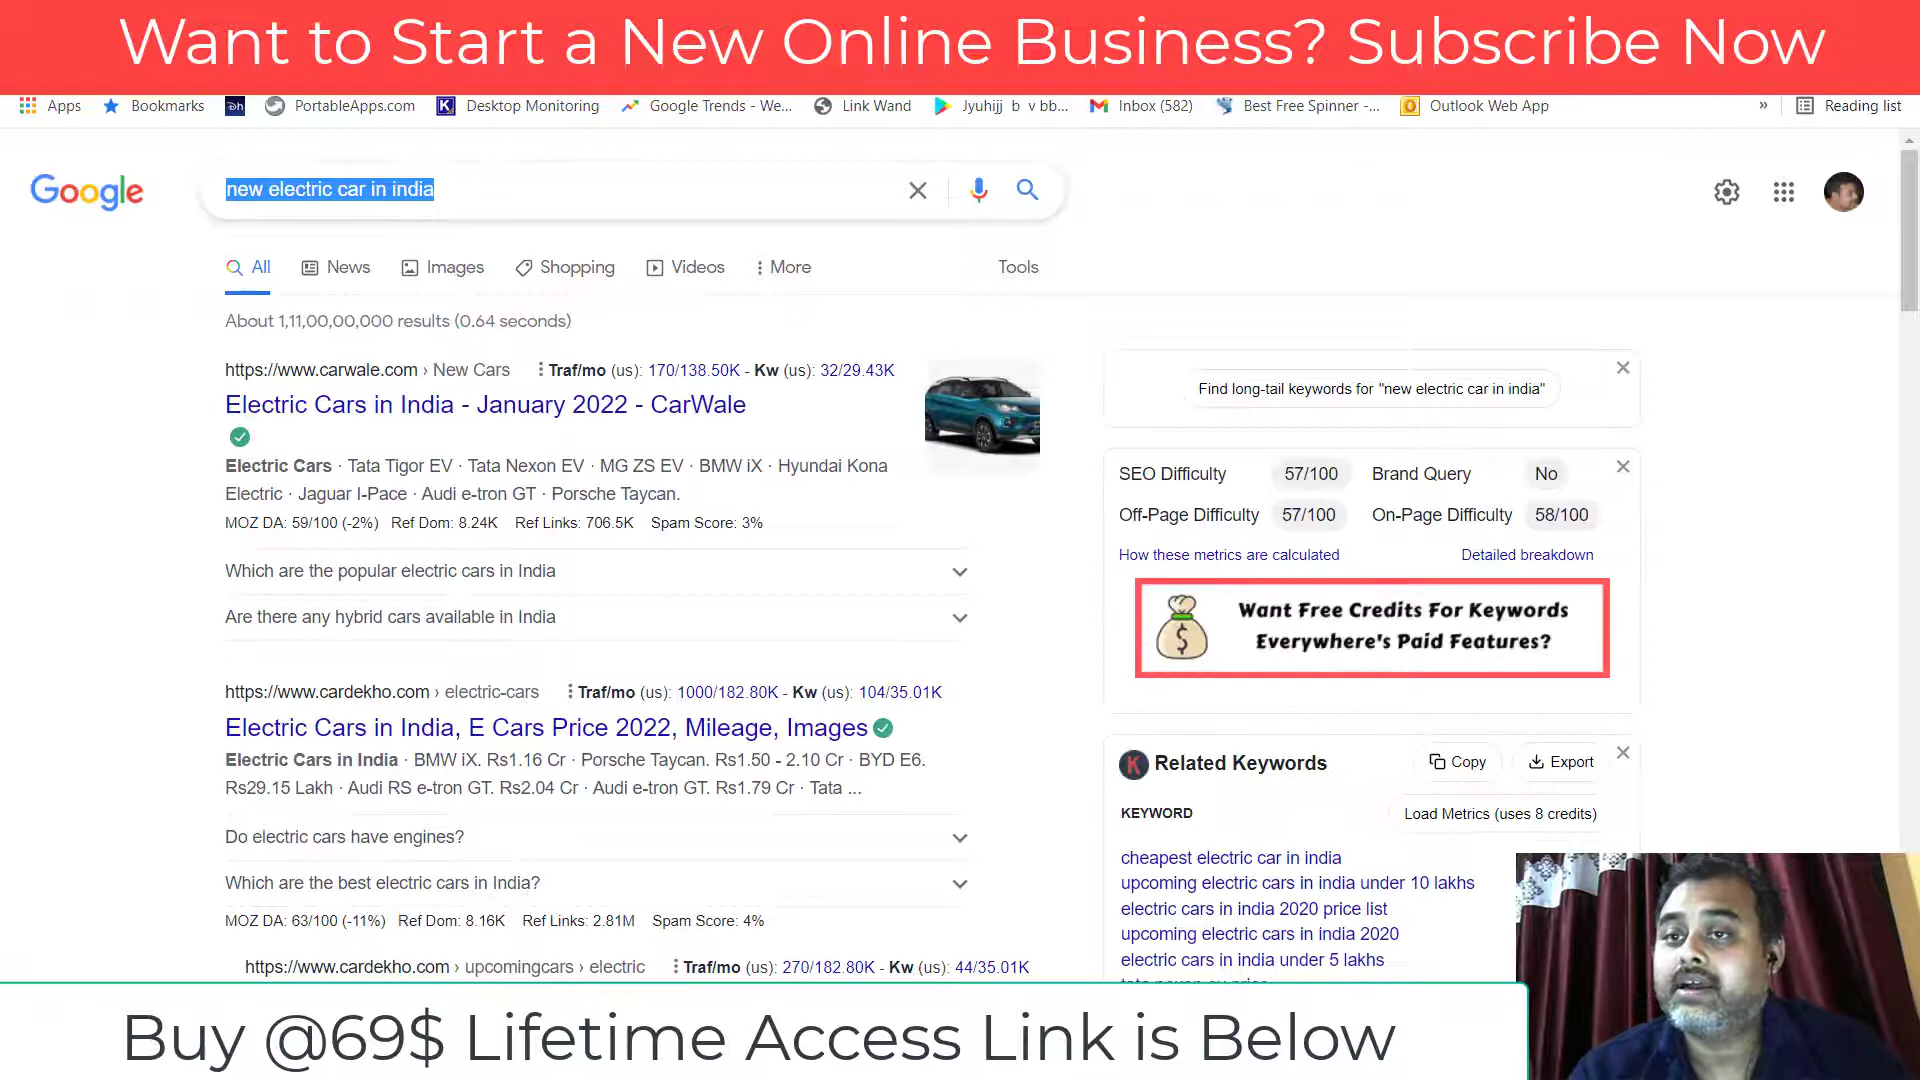 Want to Start a New Online Business? Subscribe Now
Apps Bookmarks Dh PortableApps.com K Desktop Monitoring Google Trends - We... Link Wand Jyuhijj b v bb... Inbox (582) Best Free Spinner -... Outlook Web App » Reading list
Google
new electric car in india
All News Images Shopping Videos More Tools
About 1,11,00,00,000 results (0.64 seconds)
https://www.carwale.com › New Cars Traf/mo (us): 170/138.50K - Kw (us): 32/29.43K
Electric Cars in India - January 2022 - CarWale
Electric Cars · Tata Tigor EV · Tata Nexon EV · MG ZS EV · BMW iX · Hyundai Kona
Electric · Jaguar I-Pace · Audi e-tron GT · Porsche Taycan.
MOZ DA: 59/100 (-2%) Ref Dom: 8.24K Ref Links: 706.5K Spam Score: 3%
Which are the popular electric cars in India
Are there any hybrid cars available in India
https://www.cardekho.com › electric-cars Traf/mo (us): 1000/182.80K - Kw (us): 104/35.01K
Electric Cars in India, E Cars Price 2022, Mileage, Images
Electric Cars in India · BMW iX. Rs1.16 Cr · Porsche Taycan. Rs1.50 - 2.10 Cr · BYD E6.
Rs29.15 Lakh · Audi RS e-tron GT. Rs2.04 Cr · Audi e-tron GT. Rs1.79 Cr · Tata ...
Do electric cars have engines?
Which are the best electric cars in India?
MOZ DA: 63/100 (-11%) Ref Dom: 8.16K Ref Links: 2.81M Spam Score: 4%
https://www.cardekho.com › upcomingcars › electric Traf/mo (us): 270/182.80K - Kw (us): 44/35.01K
Find long-tail keywords for "new electric car in india"
SEO Difficulty 57/100 Brand Query No
Off-Page Difficulty 57/100 On-Page Difficulty 58/100
How these metrics are calculated Detailed breakdown
Want Free Credits For Keywords
Everywhere's Paid Features?
K Related Keywords Copy Export
KEYWORD Load Metrics (uses 8 credits)
cheapest electric car in india
upcoming electric cars in india under 10 lakhs
electric cars in india 2020 price list
upcoming electric cars in india 2020
electric cars in india under 5 lakhs
Buy @69$ Lifetime Access Link is Below